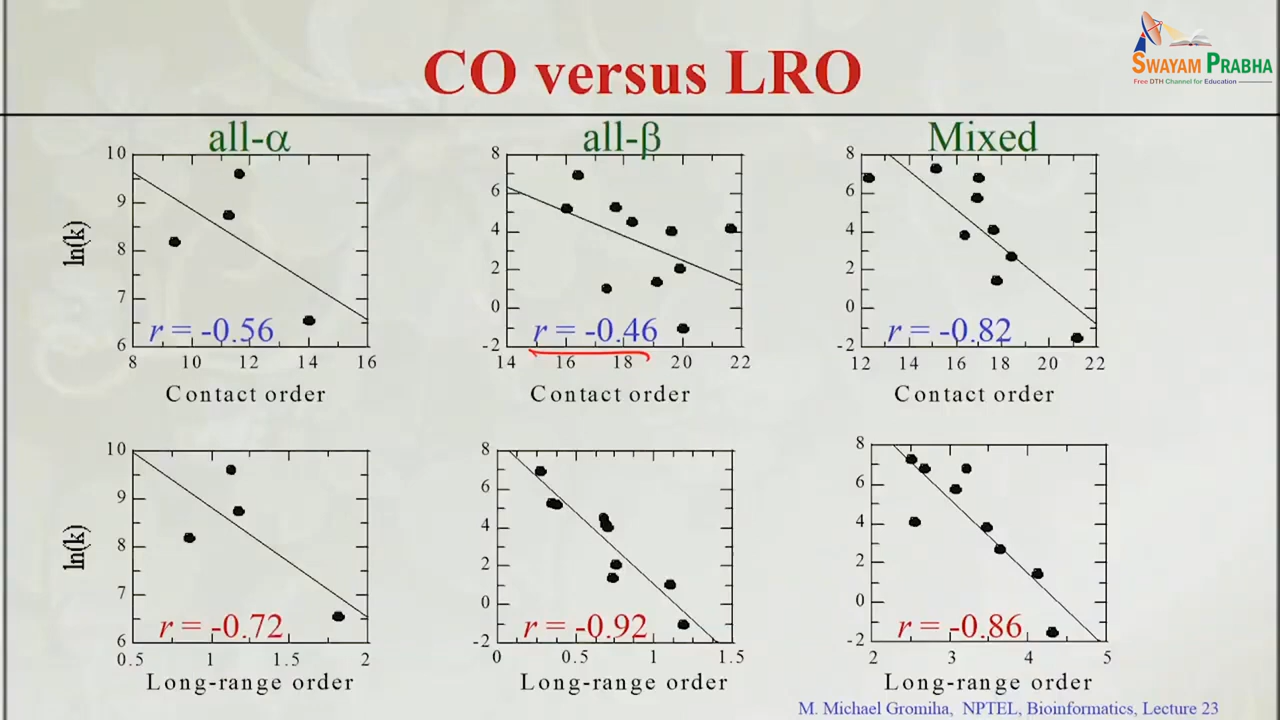 SWAYAM PRABHA
Free DTH Channel for Education
CO versus LRO
all-α
all-β
Mixed
10
9
8
7
6
ln(k)
r = -0.56
8 10 12 14 16
Contact order
8
6
4
2
0
-2
r = -0.46
14 16 18 20 22
Contact order
8
6
4
2
0
-2
r = -0.82
12 14 16 18 20 22
Contact order
10
9
8
7
6
ln(k)
r = -0.72
0.5 1 1.5 2
Long-range order
8
6
4
2
0
-2
r = -0.92
0 0.5 1 1.5
Long-range order
8
6
4
2
0
-2
r = -0.86
2 3 4 5
Long-range order
M. Michael Gromiha, NPTEL, Bioinformatics, Lecture 23